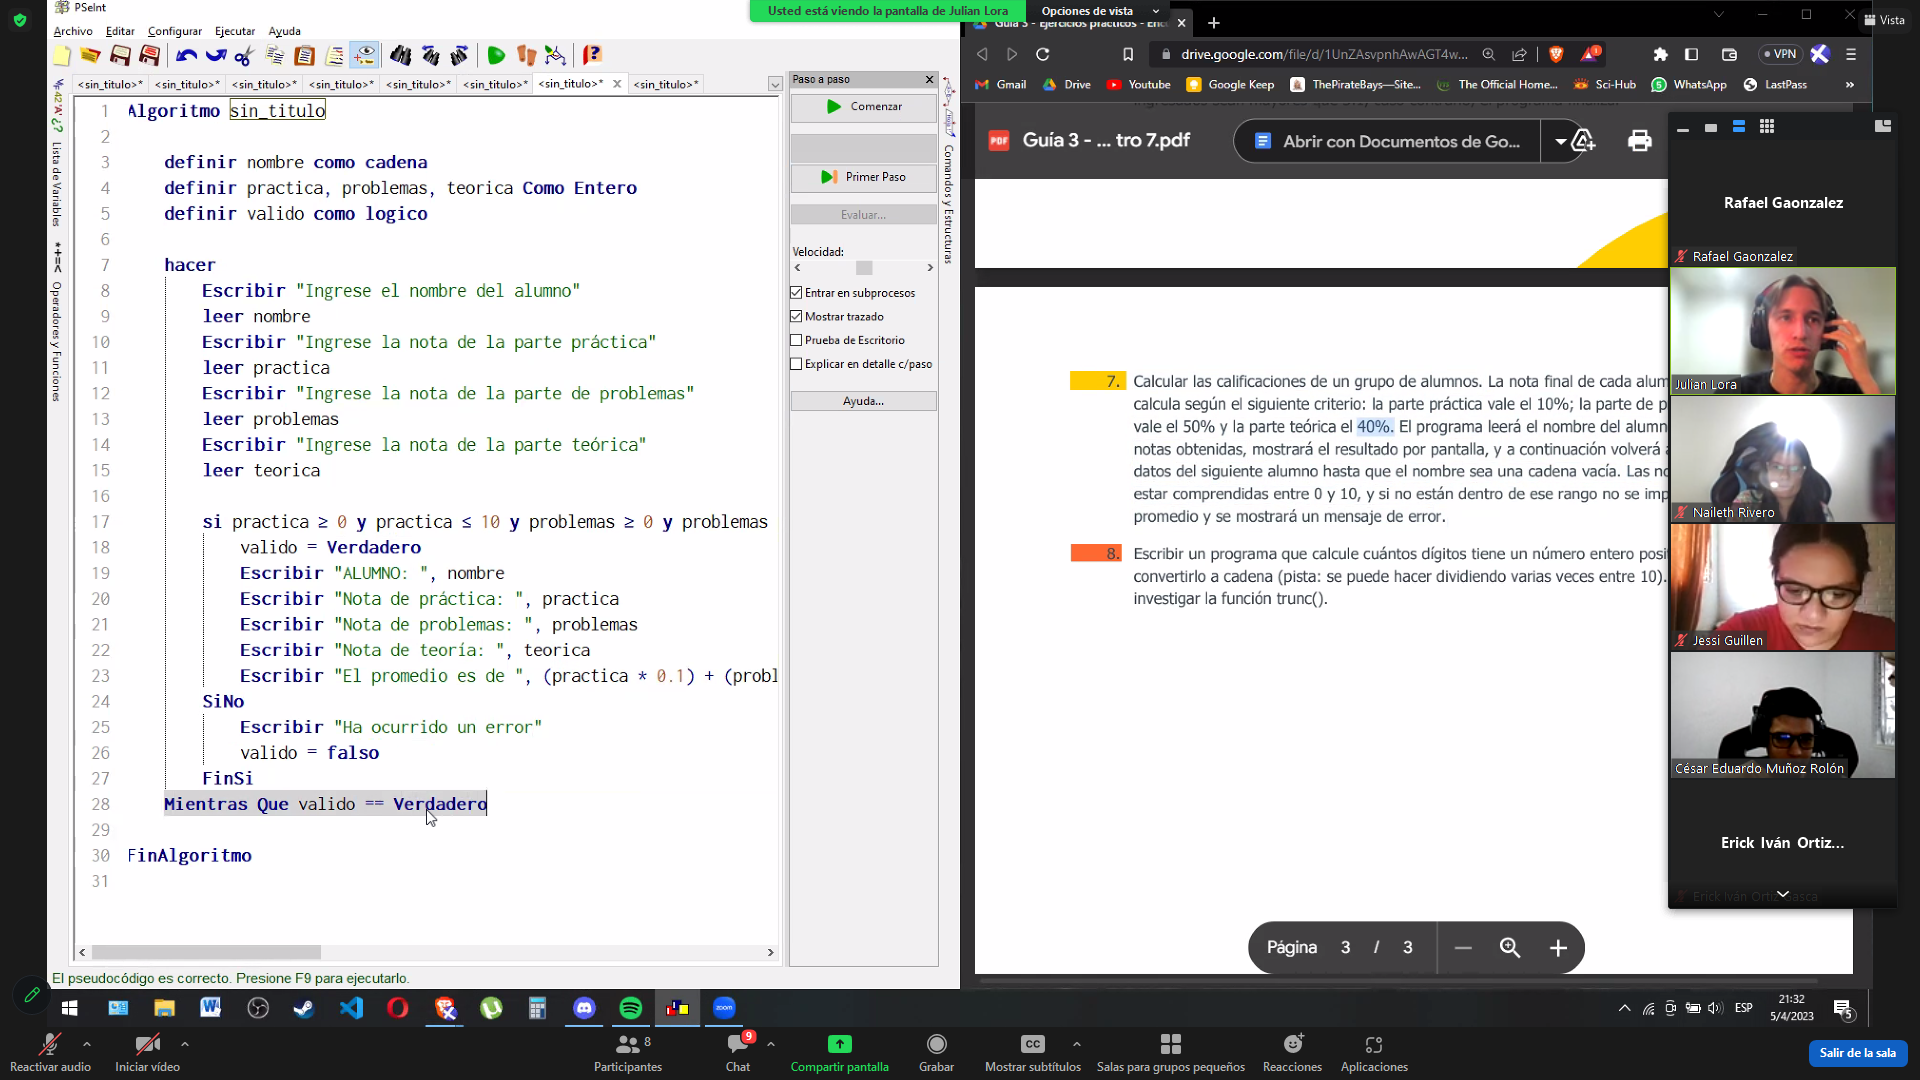 PSeInt
Usted está viendo la pantalla de Julian Lora
Opciones de vista
Archivo Editar Configurar Ejecutar Ayuda
<sin_titulo>* <sin_titulo>* <sin_titulo>* <sin_titulo>* <sin_titulo>* <sin_titulo>* <sin_titulo>* <sin_titulo>*
Lista de Variables
Operadores y Funciones
1 Algoritmo sin_titulo
2
3 definir nombre como cadena
4 definir practica, problemas, teorica Como Entero
5 definir valido como logico
6
7 hacer
8 Escribir "Ingrese el nombre del alumno"
9 leer nombre
10 Escribir "Ingrese la nota de la parte práctica"
11 leer practica
12 Escribir "Ingrese la nota de la parte de problemas"
13 leer problemas
14 Escribir "Ingrese la nota de la parte teórica"
15 leer teorica
16
17 si practica ≥ 0 y practica ≤ 10 y problemas ≥ 0 y problemas
18 valido = Verdadero
19 Escribir "ALUMNO: ", nombre
20 Escribir "Nota de práctica: ", practica
21 Escribir "Nota de problemas: ", problemas
22 Escribir "Nota de teoría: ", teorica
23 Escribir "El promedio es de ", (practica * 0.1) + (probl
24 SiNo
25 Escribir "Ha ocurrido un error"
26 valido = falso
27 FinSi
28 Mientras Que valido == Verdadero
29
30 FinAlgoritmo
31
El pseudocódigo es correcto. Presione F9 para ejecutarlo.
Paso a paso
Comenzar
Primer Paso
Evaluar...
Velocidad:
Entrar en subprocesos
Mostrar trazado
Prueba de Escritorio
Explicar en detalle c/paso
Ayuda...
Comandos y Estructuras
Guía 3 - Ejercicios prácticos - Enc
drive.google.com/file/d/1UnZAsvpnhAwAGT4w...
VPN
Vista
Gmail Drive Youtube Google Keep ThePirateBays—Site... The Official Home... Sci-Hub WhatsApp LastPass
Guía 3 - ... tro 7.pdf
Abrir con Documentos de Go...
7. Calcular las calificaciones de un grupo de alumnos. La nota final de cada alum
calcula según el siguiente criterio: la parte práctica vale el 10%; la parte de p
vale el 50% y la parte teórica el 40%. El programa leerá el nombre del alumn
notas obtenidas, mostrará el resultado por pantalla, y a continuación volverá a
datos del siguiente alumno hasta que el nombre sea una cadena vacía. Las no
estar comprendidas entre 0 y 10, y si no están dentro de ese rango no se imp
promedio y se mostrará un mensaje de error.
8. Escribir un programa que calcule cuántos dígitos tiene un número entero posit
convertirlo a cadena (pista: se puede hacer dividiendo varias veces entre 10).
investigar la función trunc().
Página 3 / 3
Rafael Gaonzalez
Rafael Gaonzalez
Julian Lora
Naileth Rivero
Jessi Guillen
César Eduardo Muñoz Rolón
Erick Iván Ortiz...
ESP
21:32
5/4/2023
5
Reactivar audio
Iniciar vídeo
8
Participantes
9
Chat
Compartir pantalla
Grabar
CC
Mostrar subtítulos
Salas para grupos pequeños
Reacciones
Aplicaciones
Salir de la sala